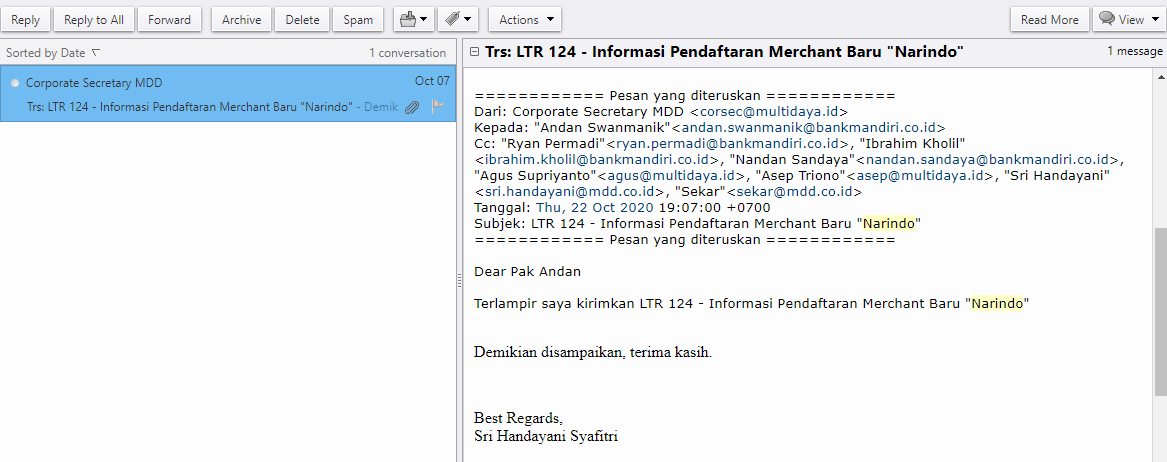 Reply Reply to All Forward Archive Delete Spam Actions Read More View
Sorted by Date 1 conversation
Corporate Secretary MDD Oct 07
Trs: LTR 124 - Informasi Pendaftaran Merchant Baru "Narindo" - Demik
Trs: LTR 124 - Informasi Pendaftaran Merchant Baru "Narindo" 1 message
============ Pesan yang diteruskan ============
Dari: Corporate Secretary MDD <corsec@multidaya.id>
Kepada: "Andan Swanmanik"<andan.swanmanik@bankmandiri.co.id>
Cc: "Ryan Permadi"<ryan.permadi@bankmandiri.co.id>, "Ibrahim Kholil"
<ibrahim.kholil@bankmandiri.co.id>, "Nandan Sandaya"<nandan.sandaya@bankmandiri.co.id>,
"Agus Supriyanto"<agus@multidaya.id>, "Asep Triono"<asep@multidaya.id>, "Sri Handayani"
<sri.handayani@mdd.co.id>, "Sekar"<sekar@mdd.co.id>
Tanggal: Thu, 22 Oct 2020 19:07:00 +0700
Subjek: LTR 124 - Informasi Pendaftaran Merchant Baru "Narindo"
============ Pesan yang diteruskan ============
Dear Pak Andan
Terlampir saya kirimkan LTR 124 - Informasi Pendaftaran Merchant Baru "Narindo"
Demikian disampaikan, terima kasih.
Best Regards,
Sri Handayani Syafitri